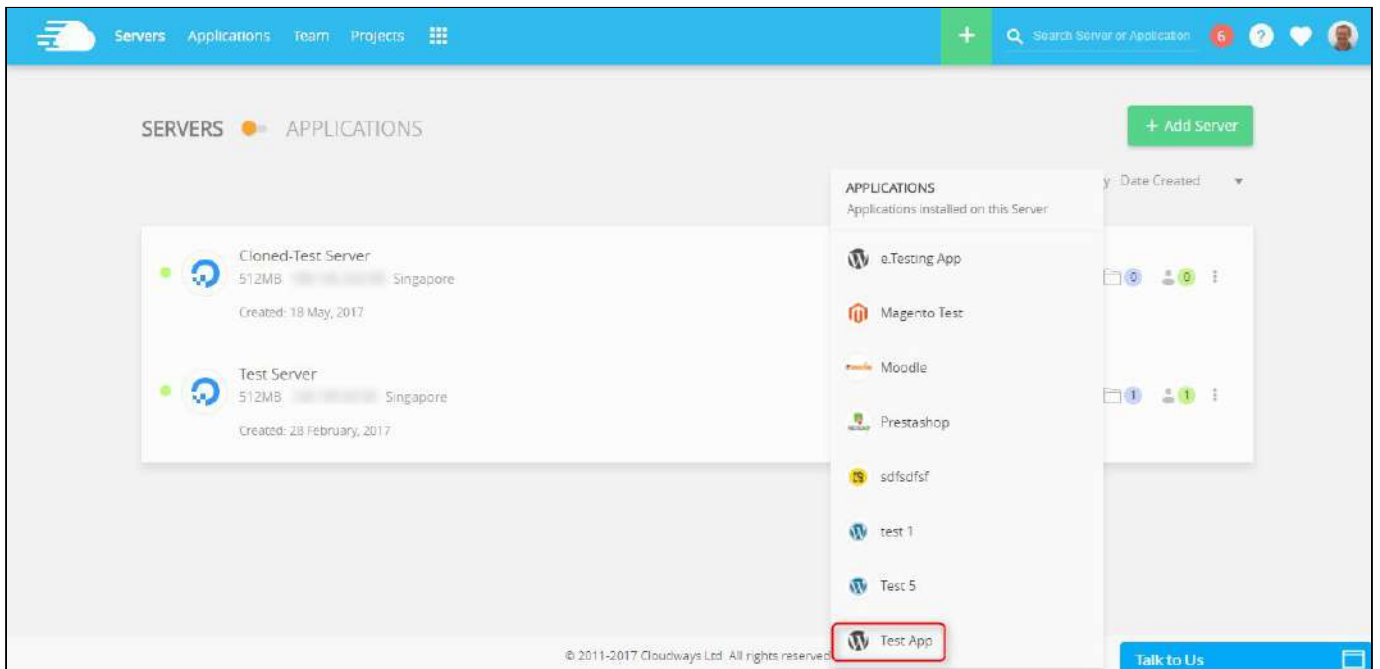 Servers Applications Team Projects
+ Search Server or Application 6 ?
SERVERS APPLICATIONS
+ Add Server
y Date Created
APPLICATIONS
Applications installed on this Server
Cloned-Test Server
512MB Singapore
Created: 18 May, 2017
0 0
Test Server
512MB Singapore
Created: 28 February, 2017
1 1
e.Testing App
Magento Test
Moodle
Prestashop
sdfsdfsf
test 1
Test 5
Test App
© 2011-2017 Cloudways Ltd All rights reserved
Talk to Us